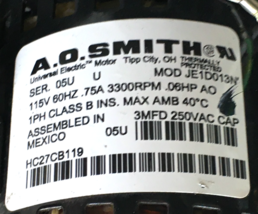 A.O.SMITH
Universal Electric™ Motor Tipp City, OH THERMALLY PROTECTED
SER. 05U U MOD JE1D013N
115V 60HZ .75A 3300RPM .06HP AO
1PH CLASS B INS. MAX AMB 40°C
ASSEMBLED IN 3MFD 250VAC CAP
MEXICO 05U
HC27CB119